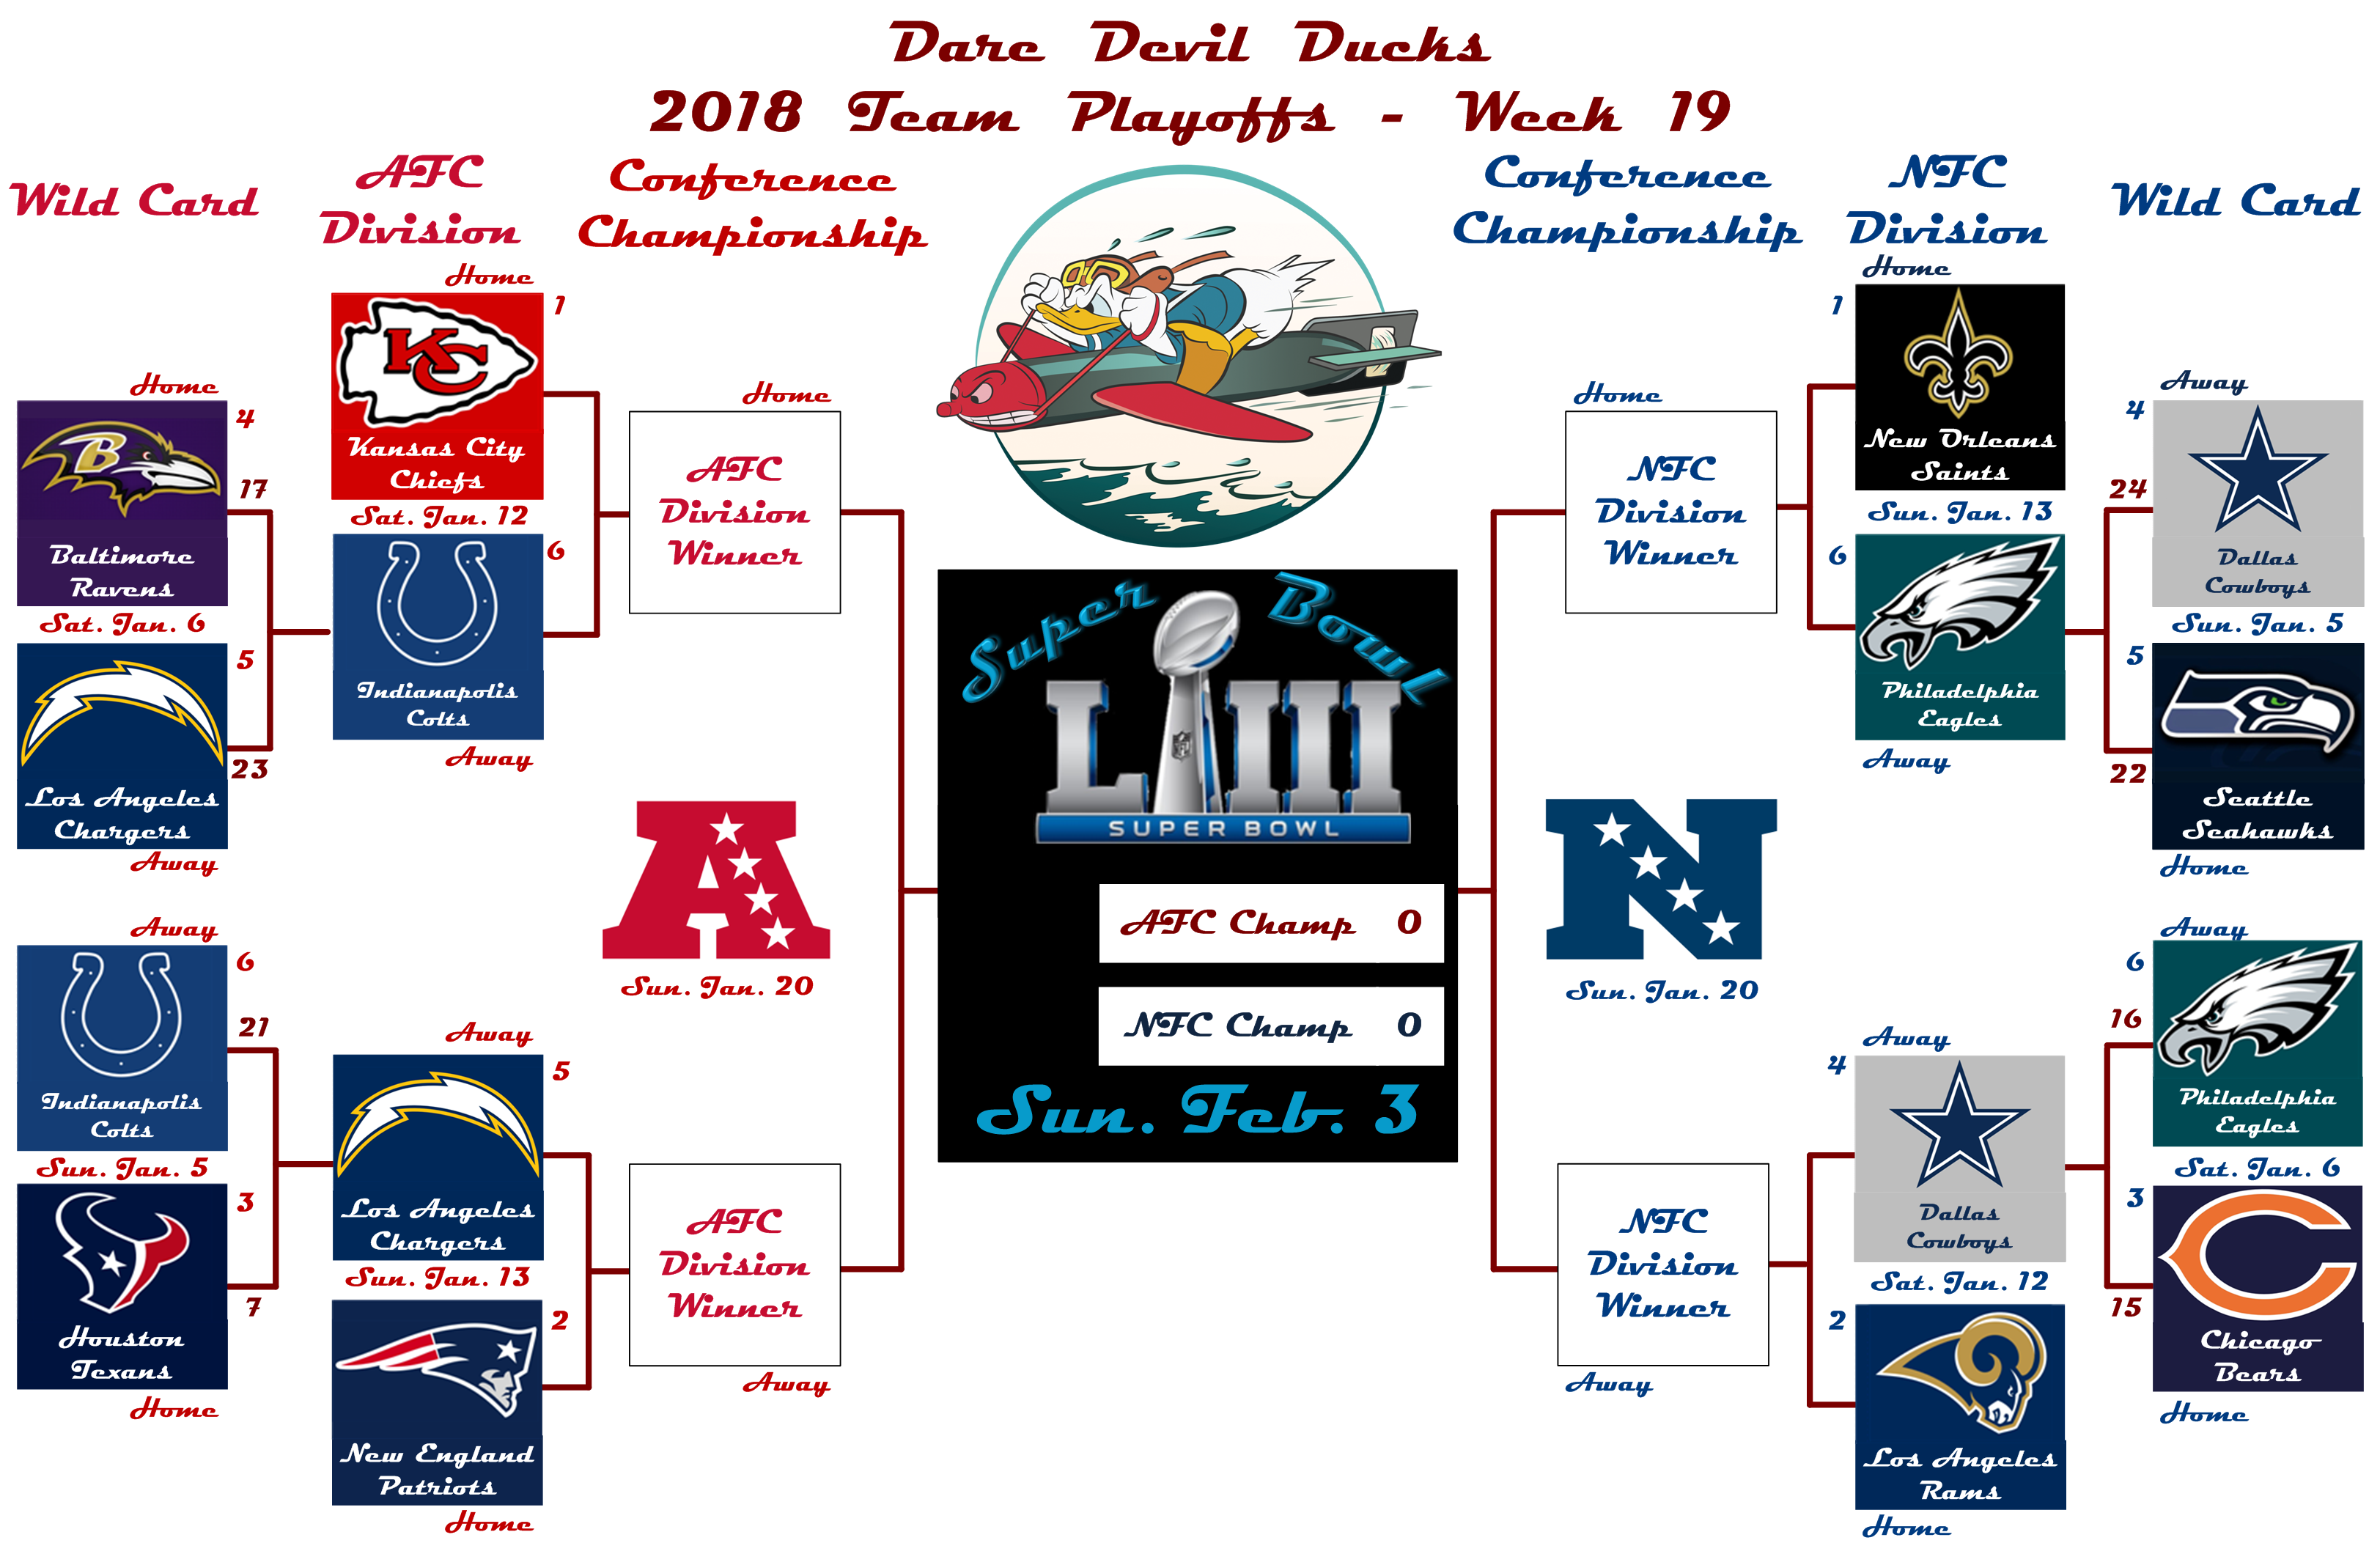 Dare Devil Ducks
2018 Team Playoffs - Week 19
Wild Card
AFC
Division
Conference
Championship
Conference
Championship
NFC
Division
Wild Card
Home
4
17
B
Baltimore
Ravens
Sat. Jan. 6
5
23
Los Angeles
Chargers
Away
Away
6
21
Indianapolis
Colts
Sun. Jan. 5
3
7
Houston
Texans
Home
Home
1
KC
Kansas City
Chiefs
Sat. Jan. 12
6
Indianapolis
Colts
Away
Away
5
Los Angeles
Chargers
Sun. Jan. 13
2
New England
Patriots
Home
Home
AFC
Division
Winner
A
Sun. Jan. 20
AFC
Division
Winner
Away
Super Bowl
LIII
NFL
SUPER BOWL
AFC Champ 0
NFC Champ 0
Sun. Feb. 3
Home
NFC
Division
Winner
N
Sun. Jan. 20
NFC
Division
Winner
Away
Home
1
New Orleans
Saints
Sun. Jan. 13
6
Philadelphia
Eagles
Away
Away
4
Dallas
Cowboys
Sat. Jan. 12
2
Los Angeles
Rams
Home
Away
4
24
Dallas
Cowboys
Sun. Jan. 5
5
22
Seattle
Seahawks
Home
Away
6
16
Philadelphia
Eagles
Sat. Jan. 6
3
15
C
Chicago
Bears
Home